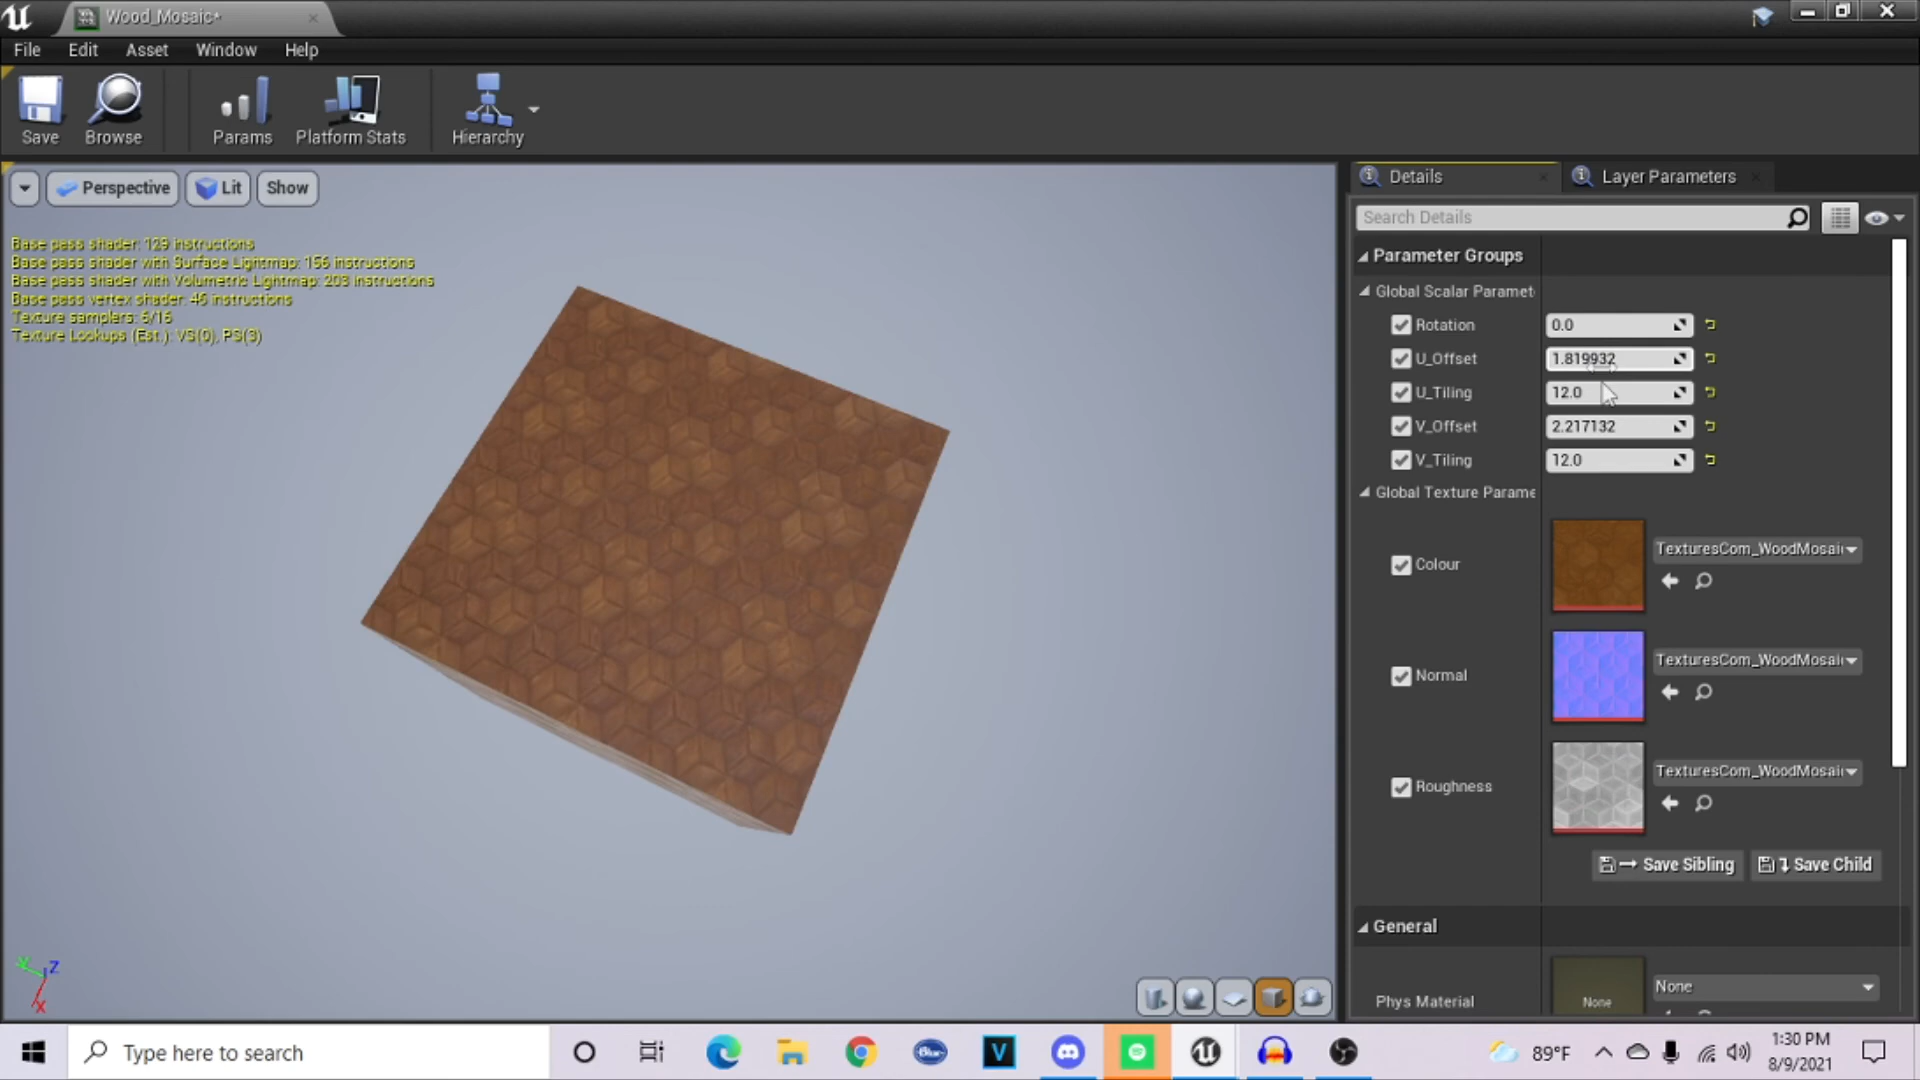 Wood_Mosaic*
File Edit Asset Window Help
Save Browse Params Platform Stats Hierarchy
Perspective Lit Show
Base pass shader: 129 instructions
Base pass shader with Surface Lightmap: 156 instructions
Base pass shader with Volumetric Lightmap: 203 instructions
Base pass vertex shader: 46 instructions
Texture samplers: 6/16
Texture Lookups (Est.): VS(0), PS(3)
Z
Y
X
Details Layer Parameters
Search Details
Parameter Groups
Global Scalar Paramet
Rotation 0.0
U_Offset 1.819932
U_Tiling 12.0
V_Offset 2.217132
V_Tiling 12.0
Global Texture Parame
Colour TexturesCom_WoodMosaic
Normal TexturesCom_WoodMosaic
Roughness TexturesCom_WoodMosaic
Save Sibling Save Child
General
Phys Material None None
Type here to search
Blue
V
89°F
1:30 PM
8/9/2021